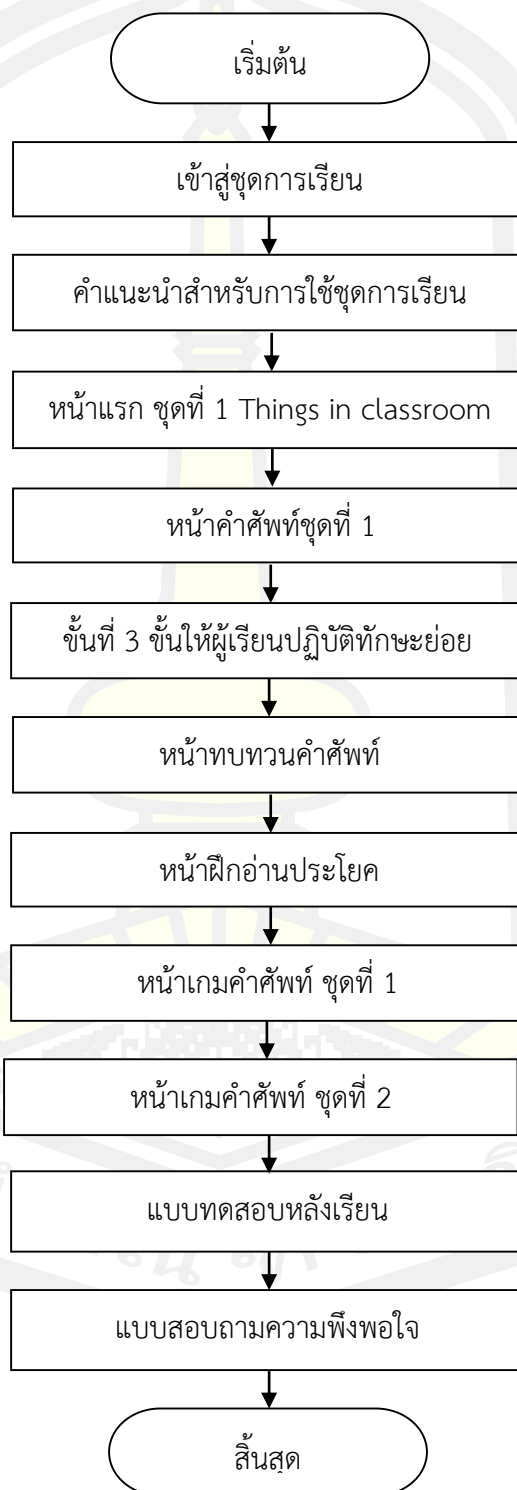 เริ่มต้น
เข้าสู่ชุดการเรียน
คำแนะนำสำหรับการใช้ชุดการเรียน
หน้าแรก ชุดที่ 1 Things in classroom
หน้าคำศัพท์ชุดที่ 1
ขั้นที่ 3 ขั้นให้ผู้เรียนปฏิบัติทักษะย่อย
หน้าทบทวนคำศัพท์
หน้าฝึกอ่านประโยค
หน้าเกมคำศัพท์ ชุดที่ 1
หน้าเกมคำศัพท์ ชุดที่ 2
แบบทดสอบหลังเรียน
แบบสอบถามความพึงพอใจ
สิ้นสุด